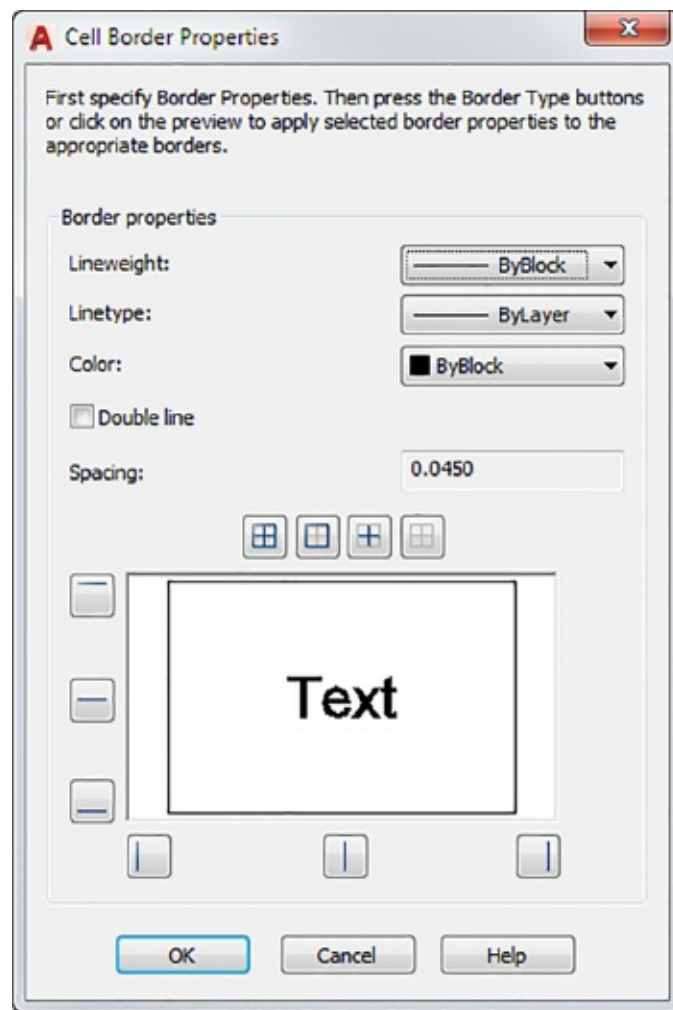 Cell Border Properties
First specify Border Properties. Then press the Border Type buttons
or click on the preview to apply selected border properties to the
appropriate borders.
Border properties
Lineweight: ByBlock
Linetype: ByLayer
Color: ByBlock
Double line
Spacing: 0.0450
Text
OK Cancel Help